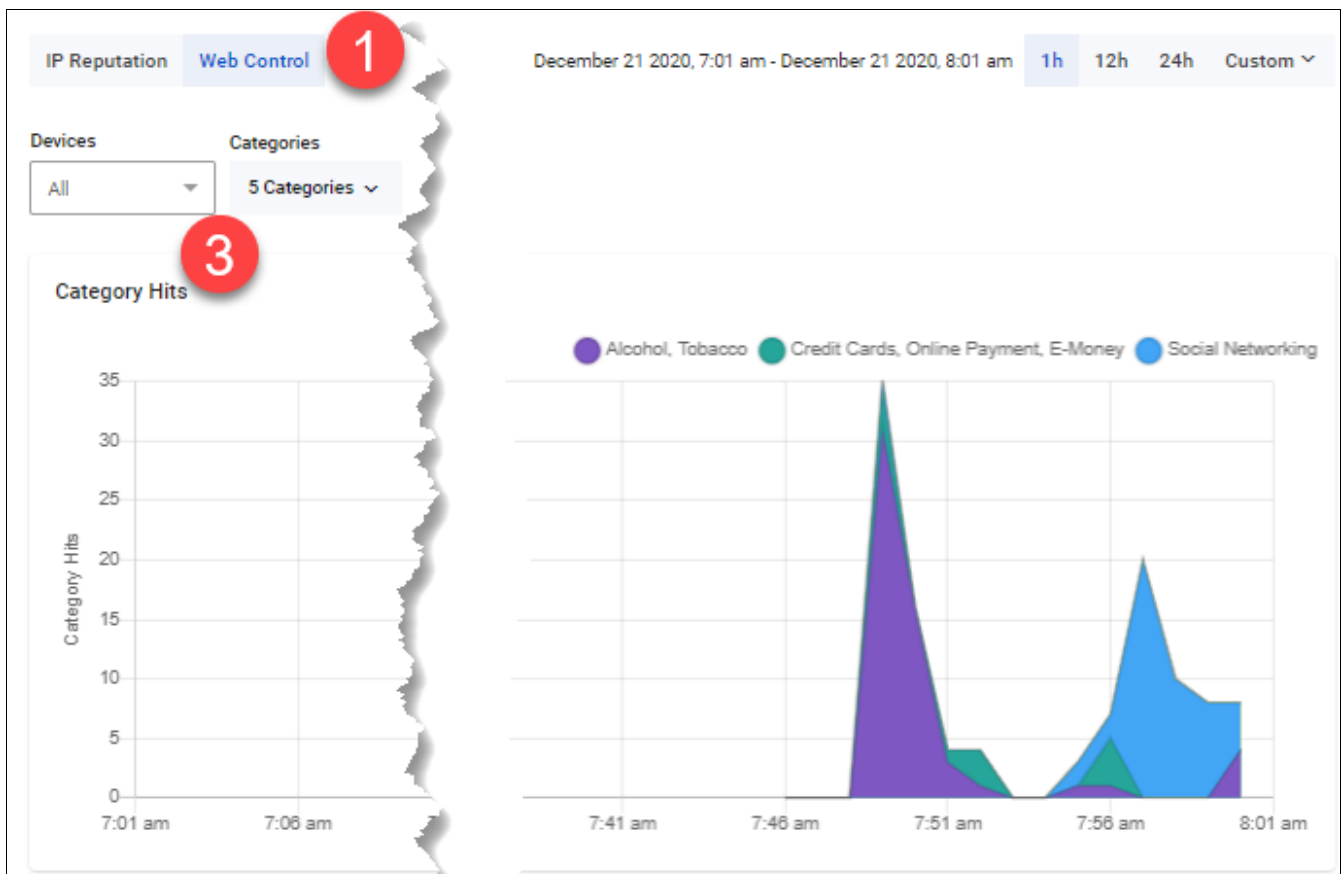 IP Reputation Web Control 1 December 21 2020, 7:01 am - December 21 2020, 8:01 am 1h 12h 24h Custom
Devices Categories
All 5 Categories
3
Category Hits
Alcohol, Tobacco Credit Cards, Online Payment, E-Money Social Networking
Category Hits
35
30
25
20
15
10
5
0
7:01 am 7:06 am 7 7:41 am 7:46 am 7:51 am 7:56 am 8:01 am